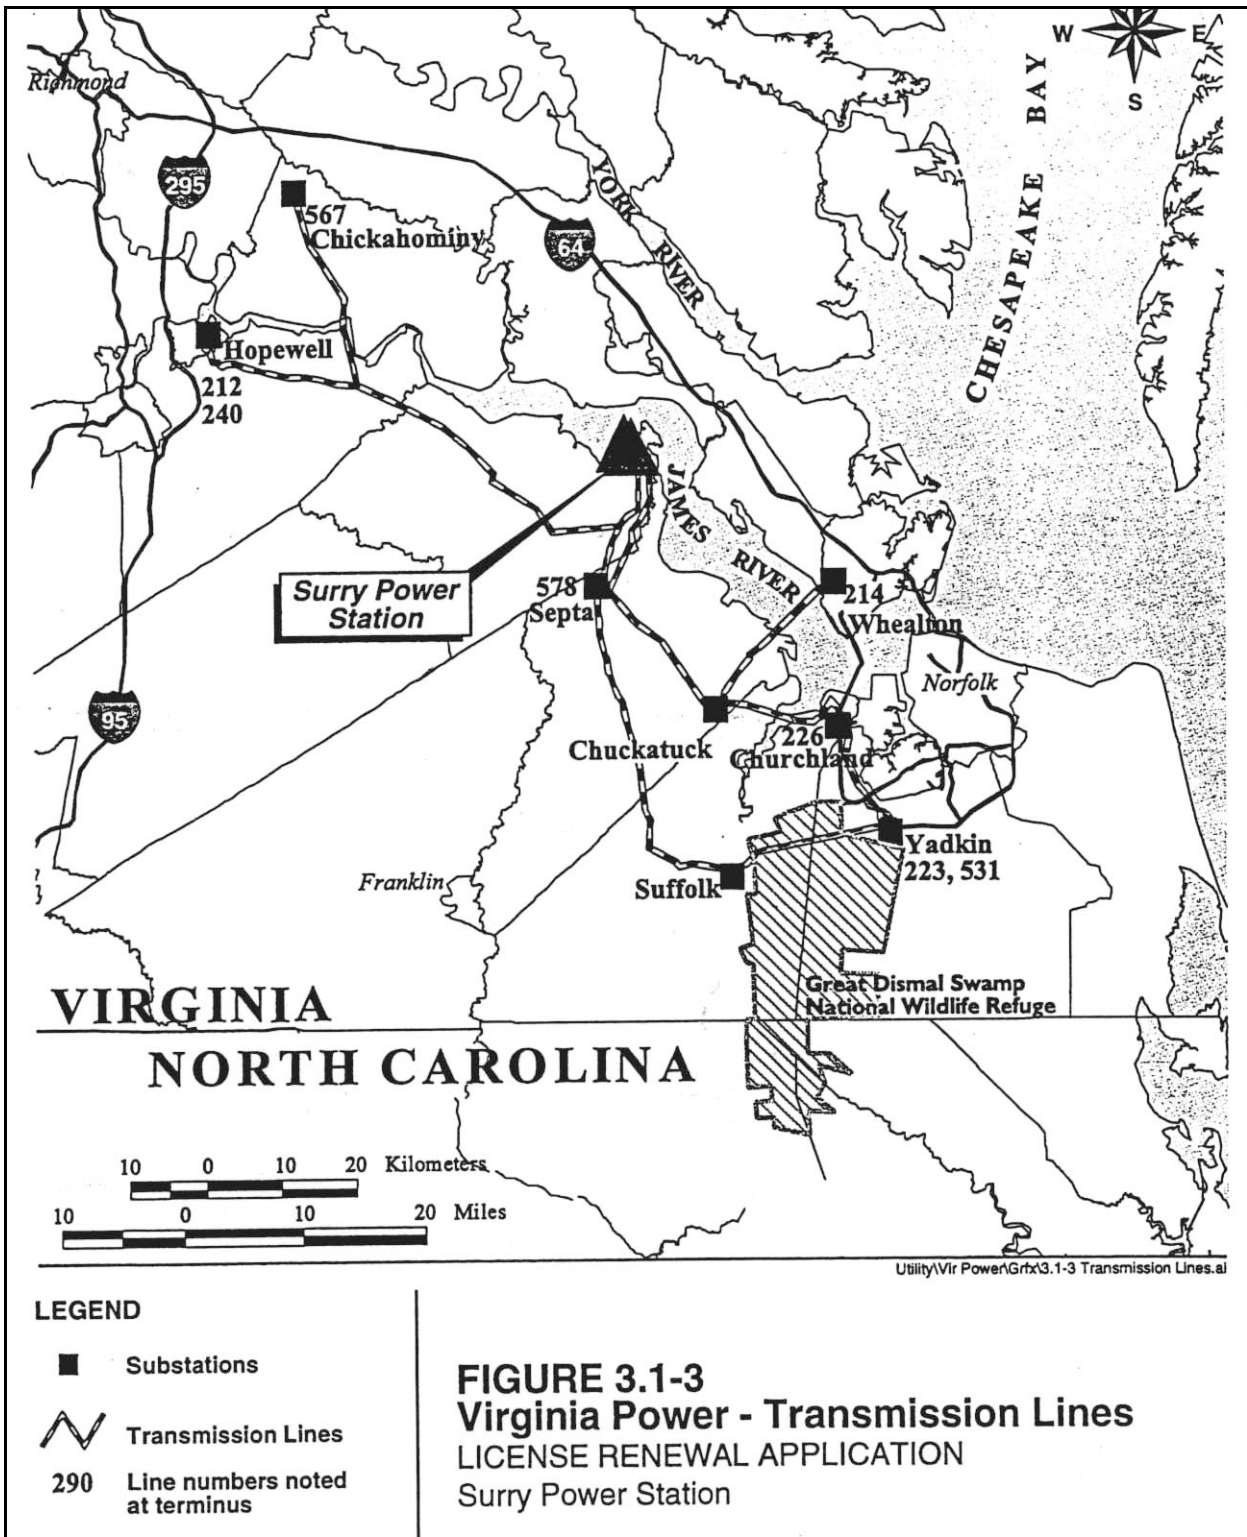 W
E
S
Richmond
295
567
Chickahominy
64
YORK RIVER
CHESAPEAKE BAY
Hopewell
212
240
JAMES RIVER
Surry Power
Station
578
Septa
214
Whealton
95
Norfolk
Chuckatuck
226
Churchland
Yadkin
223, 531
Franklin
Suffolk
Great Dismal Swamp
National Wildlife Refuge
VIRGINIA
NORTH CAROLINA
10 0 10 20 Kilometers
10 0 10 20 Miles
Utility\Vir Power\Grfx\3.1-3 Transmission Lines.ai
LEGEND
Substations
Transmission Lines
290 Line numbers noted
at terminus
FIGURE 3.1-3
Virginia Power - Transmission Lines
LICENSE RENEWAL APPLICATION
Surry Power Station